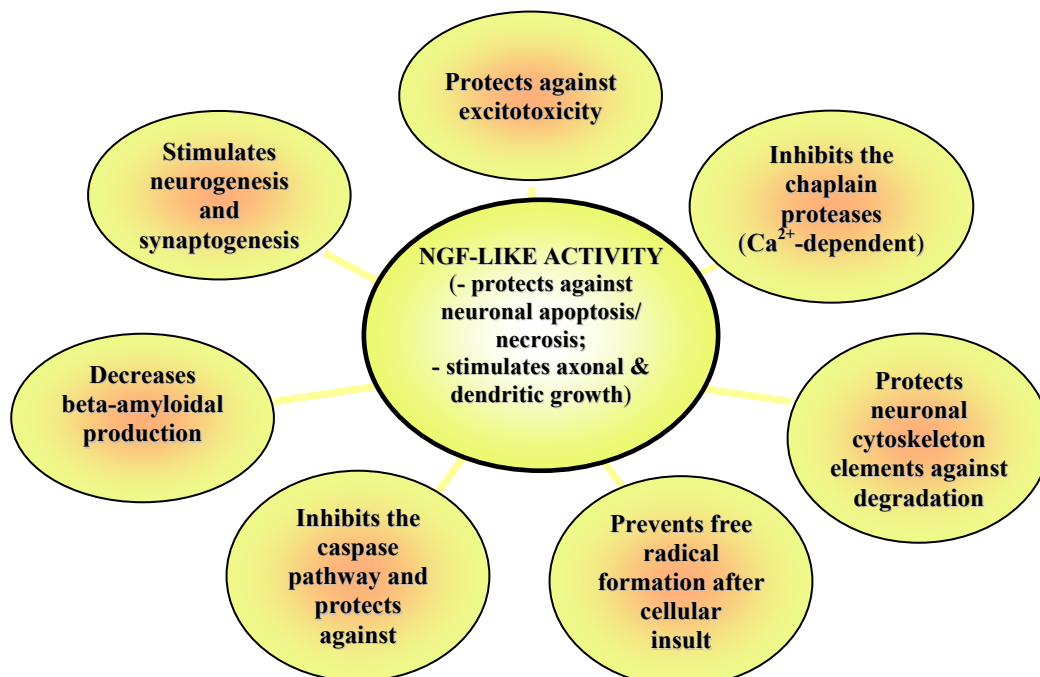 Protects against
excitotoxicity
Stimulates
neurogenesis
and
synaptogenesis
Inhibits the
chaplain
proteases
(Ca²⁺-dependent)
NGF-LIKE ACTIVITY
(- protects against
neuronal apoptosis/
necrosis;
- stimulates axonal &
dendritic growth)
Decreases
beta-amyloidal
production
Protects
neuronal
cytoskeleton
elements against
degradation
Inhibits the
caspase
pathway and
protects
against
Prevents free
radical
formation after
cellular
insult